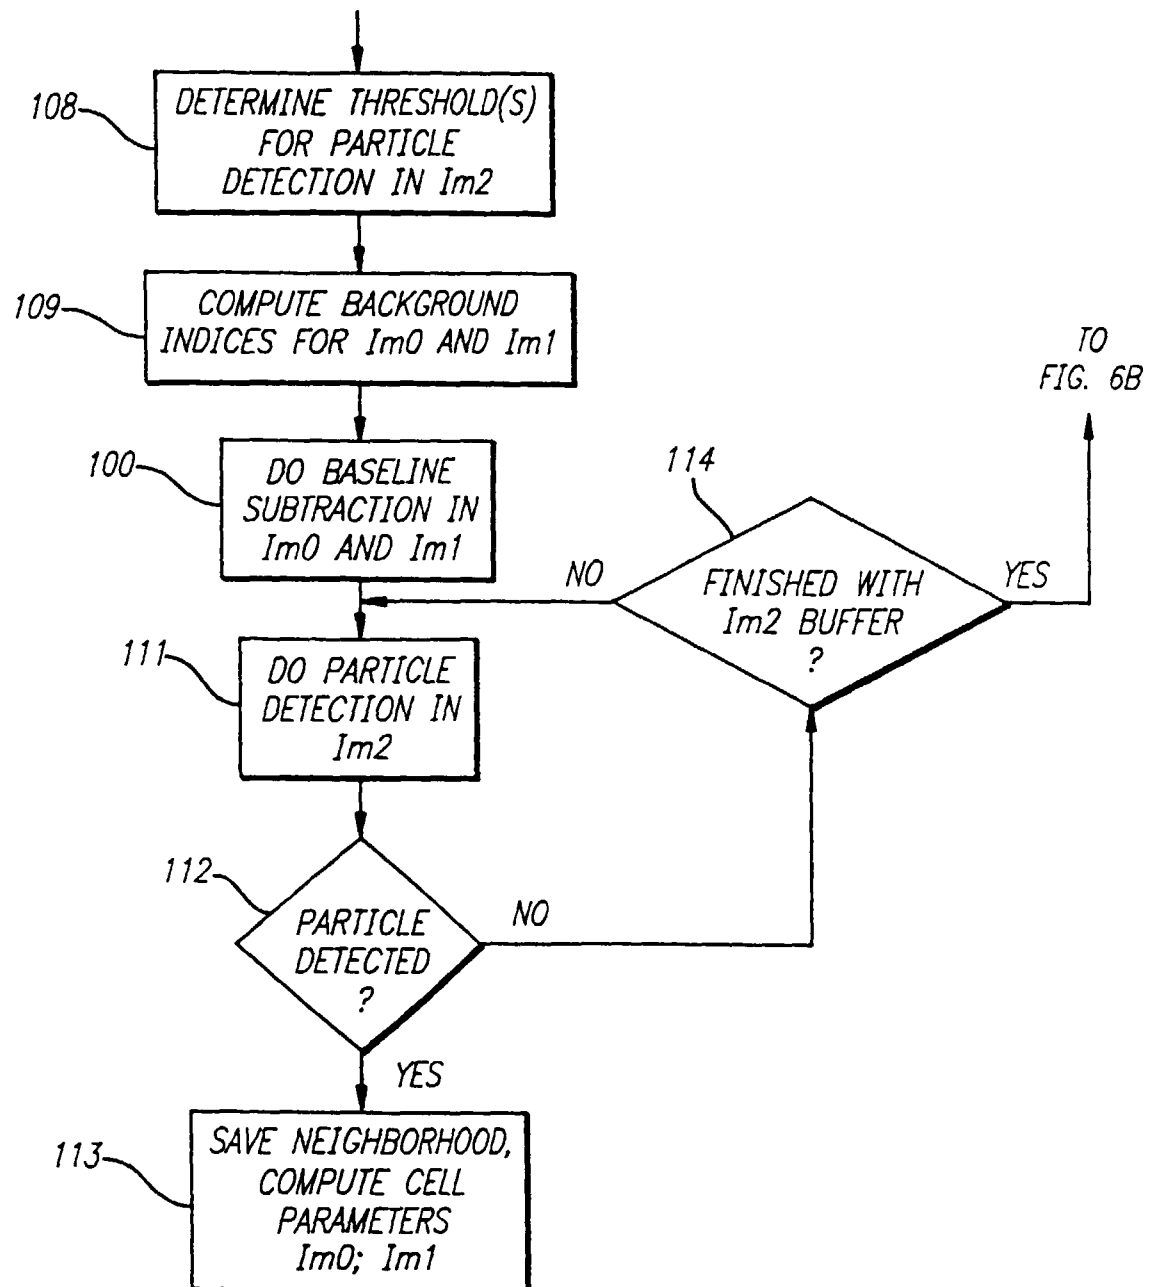 108
DETERMINE THRESHOLD(S)
FOR PARTICLE
DETECTION IN Im2
109
COMPUTE BACKGROUND
INDICES FOR Im0 AND Im1
TO
FIG. 6B
100
DO BASELINE
SUBTRACTION IN
Im0 AND Im1
114
NO
FINISHED WITH
Im2 BUFFER
?
YES
111
DO PARTICLE
DETECTION IN
Im2
112
PARTICLE
DETECTED
?
NO
YES
113
SAVE NEIGHBORHOOD,
COMPUTE CELL
PARAMETERS
Im0; Im1